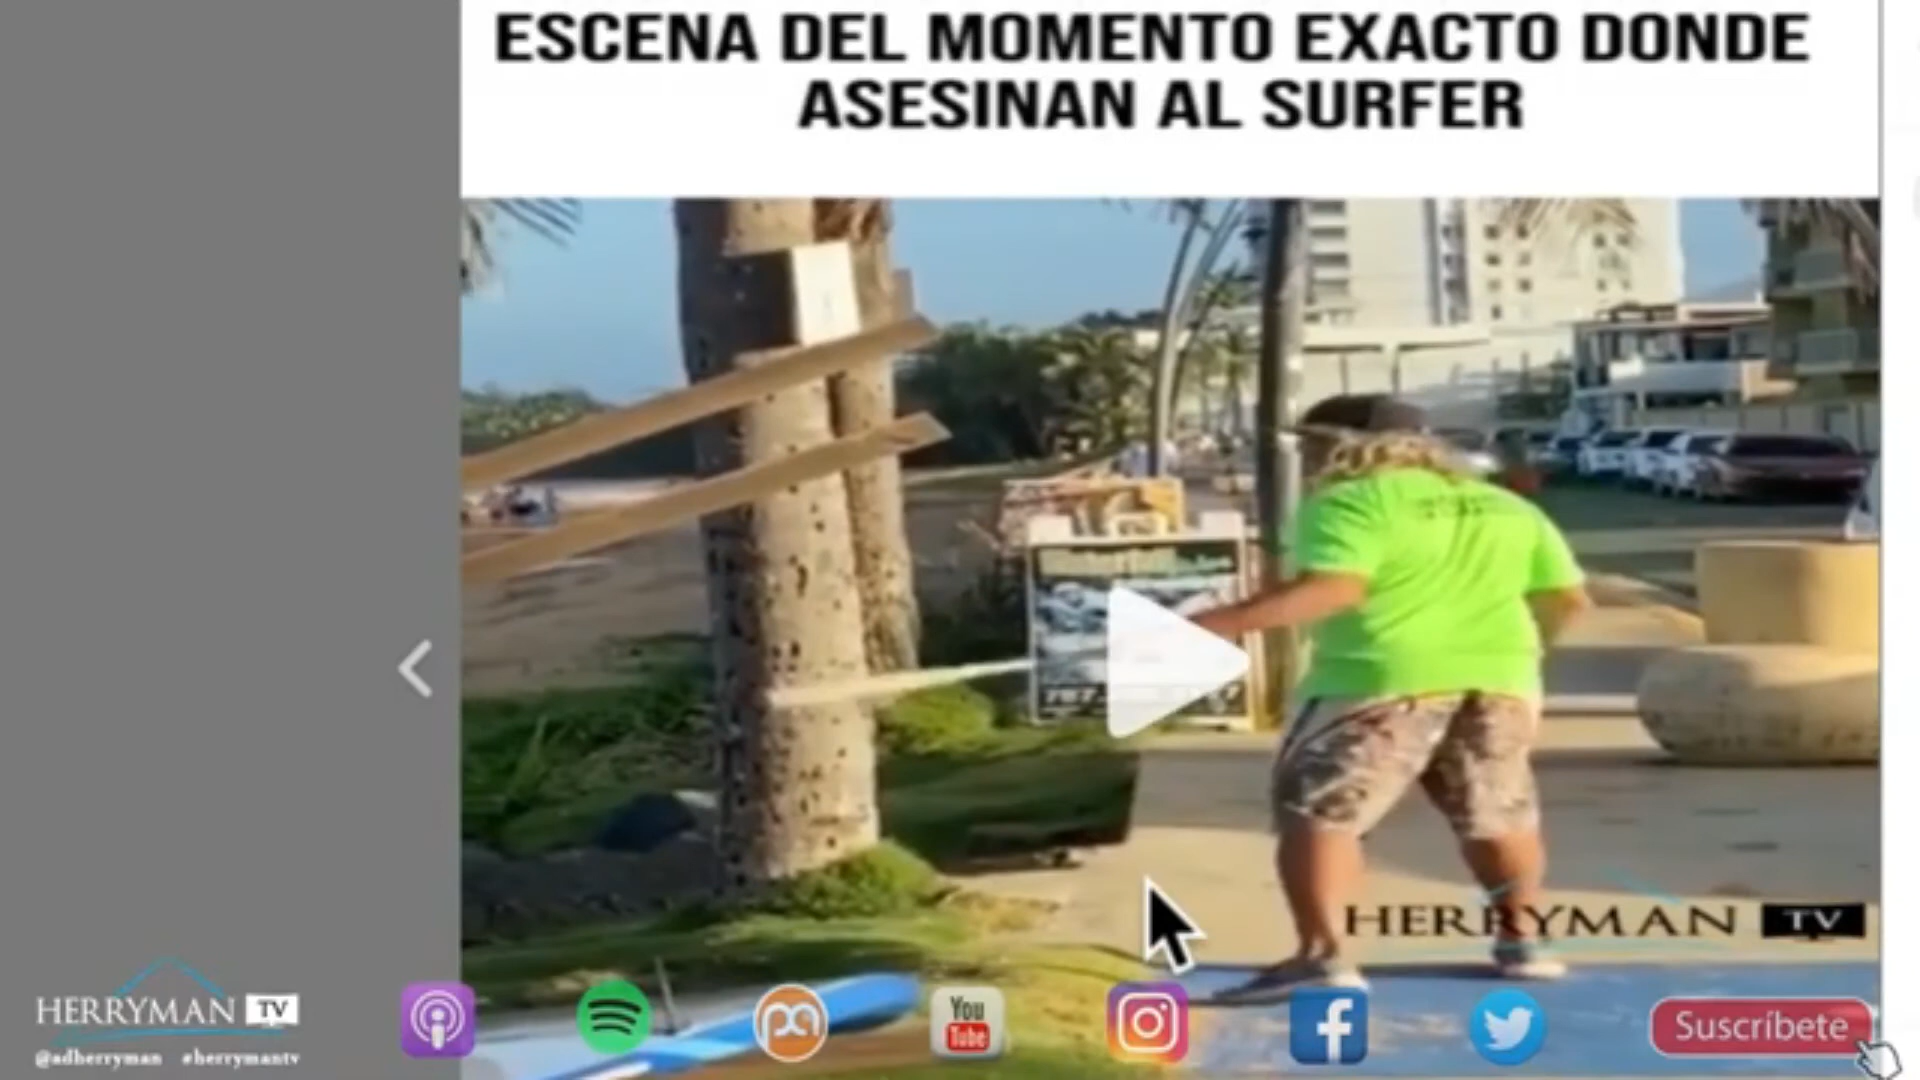 ESCENA DEL MOMENTO EXACTO DONDE
ASESINAN AL SURFER
HERRYMAN TV
HERRYMAN TV
@adherryman #herrymantv
You
Tube
Suscríbete